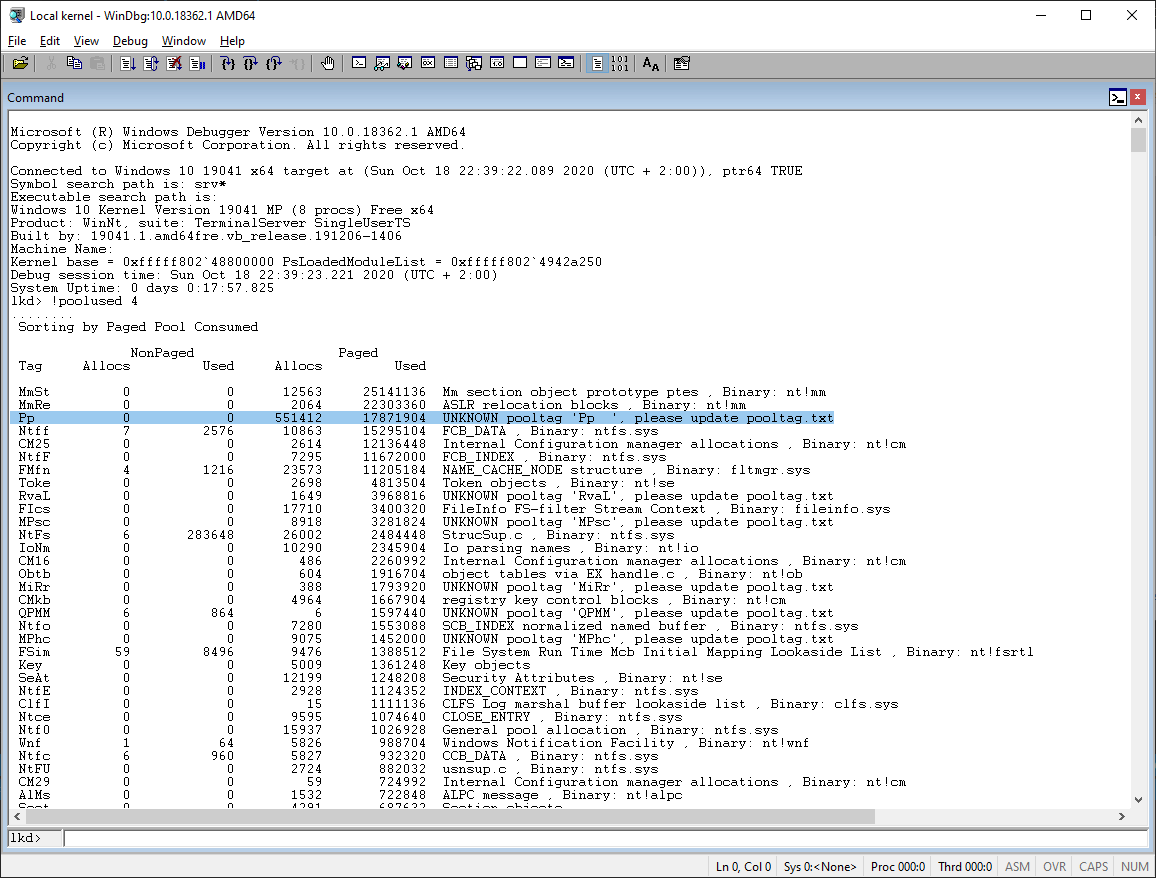 Local kernel - WinDbg:10.0.18362.1 AMD64
File Edit View Debug Window Help
Command
Microsoft (R) Windows Debugger Version 10.0.18362.1 AMD64
Copyright (c) Microsoft Corporation. All rights reserved.
Connected to Windows 10 19041 x64 target at (Sun Oct 18 22:39:22.089 2020 (UTC + 2:00)), ptr64 TRUE
Symbol search path is: srv*
Executable search path is:
Windows 10 Kernel Version 19041 MP (8 procs) Free x64
Product: WinNt, suite: TerminalServer SingleUserTS
Built by: 19041.1.amd64fre.vb_release.191206-1406
Machine Name:
Kernel base = 0xfffff802`48800000 PsLoadedModuleList = 0xfffff802`4942a250
Debug session time: Sun Oct 18 22:39:23.221 2020 (UTC + 2:00)
System Uptime: 0 days 0:17:57.825
lkd> !poolused 4
........
Sorting by Paged Pool Consumed
NonPaged Paged
Tag Allocs Used Allocs Used
MmSt 0 0 12563 25141136 Mm section object prototype ptes , Binary: nt!mm
MmRe 0 0 2064 22303360 ASLR relocation blocks , Binary: nt!mm
Pp 0 0 551412 17871904 UNKNOWN pooltag 'Pp  ', please update pooltag.txt
Ntff 7 2576 10863 15295104 FCB_DATA , Binary: ntfs.sys
CM25 0 0 2614 12136448 Internal Configuration manager allocations , Binary: nt!cm
NtfF 0 0 7295 11672000 FCB_INDEX , Binary: ntfs.sys
FMfn 4 1216 23573 11205184 NAME_CACHE_NODE structure , Binary: fltmgr.sys
Toke 0 0 2698 4813504 Token objects , Binary: nt!se
RvaL 0 0 1649 3968816 UNKNOWN pooltag 'RvaL', please update pooltag.txt
FIcs 0 0 17710 3400320 FileInfo FS-filter Stream Context , Binary: fileinfo.sys
MPsc 0 0 8918 3281824 UNKNOWN pooltag 'MPsc', please update pooltag.txt
NtFs 6 283648 26002 2484448 StrucSup.c , Binary: ntfs.sys
IoNm 0 0 10290 2345904 Io parsing names , Binary: nt!io
CM16 0 0 486 2260992 Internal Configuration manager allocations , Binary: nt!cm
Obtb 0 0 604 1916704 object tables via EX handle.c , Binary: nt!ob
MiRr 0 0 388 1793920 UNKNOWN pooltag 'MiRr', please update pooltag.txt
CMkb 0 0 4964 1667904 registry key control blocks , Binary: nt!cm
QPMM 6 864 6 1597440 UNKNOWN pooltag 'QPMM', please update pooltag.txt
Ntfo 0 0 7280 1553088 SCB_INDEX normalized named buffer , Binary: ntfs.sys
MPhc 0 0 9075 1452000 UNKNOWN pooltag 'MPhc', please update pooltag.txt
FSim 59 8496 9476 1388512 File System Run Time Mcb Initial Mapping Lookaside List , Binary: nt!fsrtl
Key 0 0 5009 1361248 Key objects
SeAt 0 0 12199 1248208 Security Attributes , Binary: nt!se
NtfE 0 0 2928 1124352 INDEX_CONTEXT , Binary: ntfs.sys
ClfI 0 0 15 1111136 CLFS Log marshal buffer lookaside list , Binary: clfs.sys
Ntce 0 0 9595 1074640 CLOSE_ENTRY , Binary: ntfs.sys
Ntf0 0 0 15937 1026928 General pool allocation , Binary: ntfs.sys
Wnf 1 64 5826 988704 Windows Notification Facility , Binary: nt!wnf
Ntfc 6 960 5827 932320 CCB_DATA , Binary: ntfs.sys
NtFU 0 0 2724 882032 usnsup.c , Binary: ntfs.sys
CM29 0 0 59 724992 Internal Configuration manager allocations , Binary: nt!cm
AlMs 0 0 1532 722848 ALPC message , Binary: nt!alpc
Sect 0 0 4281 687632 Section objects
lkd>
Ln 0, Col 0 Sys 0:<None> Proc 000:0 Thrd 000:0 ASM OVR CAPS NUM